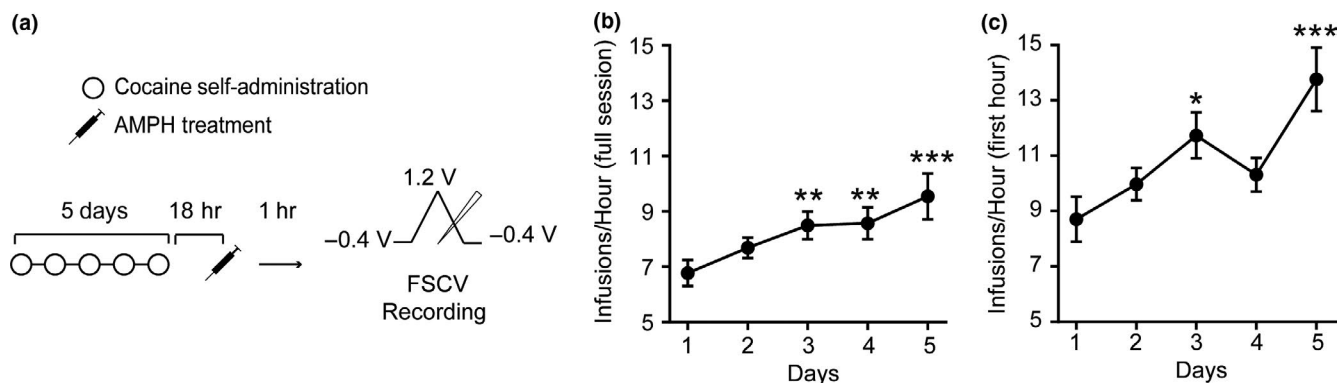 (a)
Cocaine self-administration
AMPH treatment
5 days
18 hr
1 hr
1.2 V
−0.4 V
−0.4 V
FSCV
Recording
(b)
Infusions/Hour (full session)
15
13
11
9
7
5
**
**
***
1 2 3 4 5
Days
(c)
Infusions/Hour (first hour)
15
13
11
9
7
5
*
***
1 2 3 4 5
Days